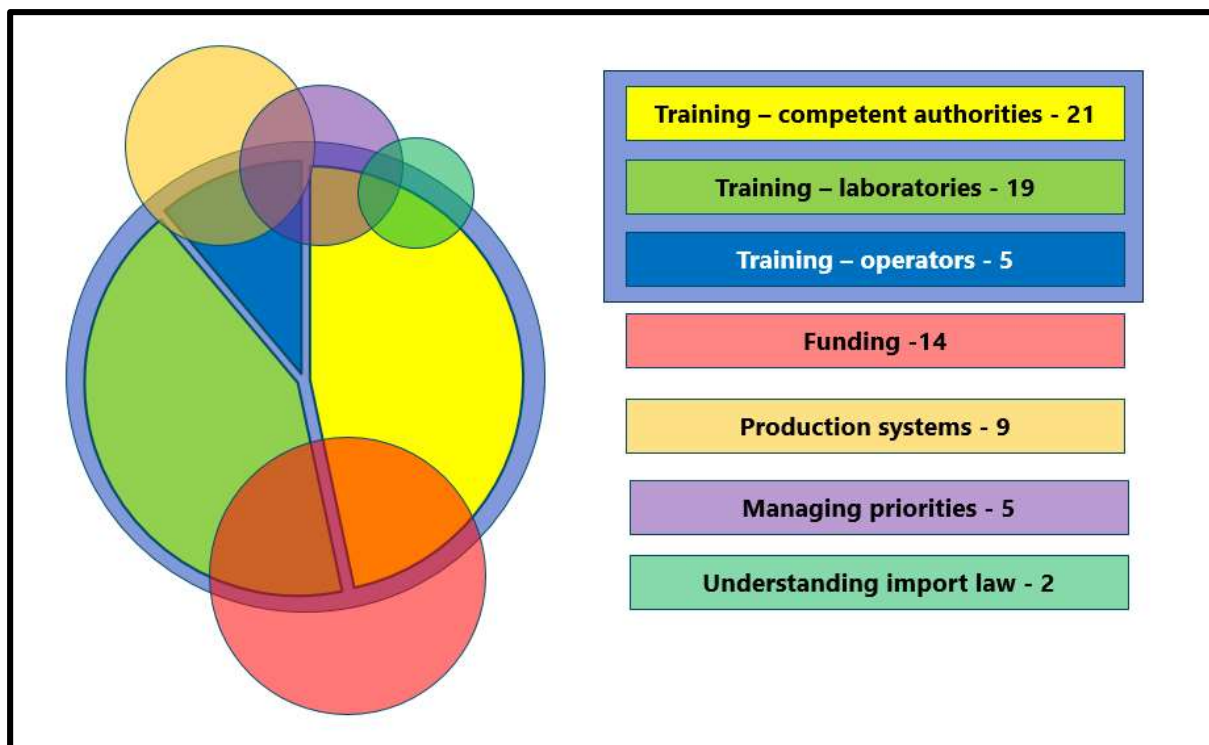 Training – competent authorities - 21
Training – laboratories - 19
Training – operators - 5
Funding -14
Production systems - 9
Managing priorities - 5
Understanding import law - 2